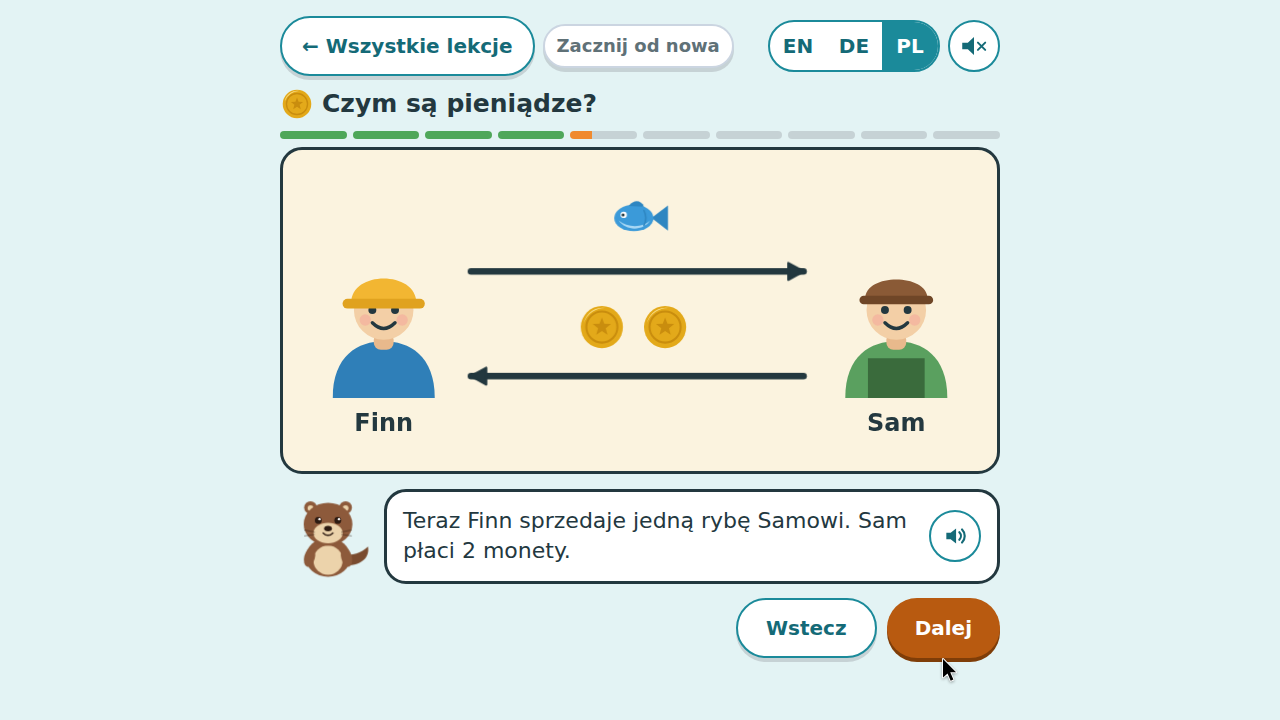 ← Wszystkie lekcje
Zacznij od nowa
EN DE PL
Czym są pieniądze?
Finn
Sam
Teraz Finn sprzedaje jedną rybę Samowi. Sam
płaci 2 monety.
Wstecz
Dalej